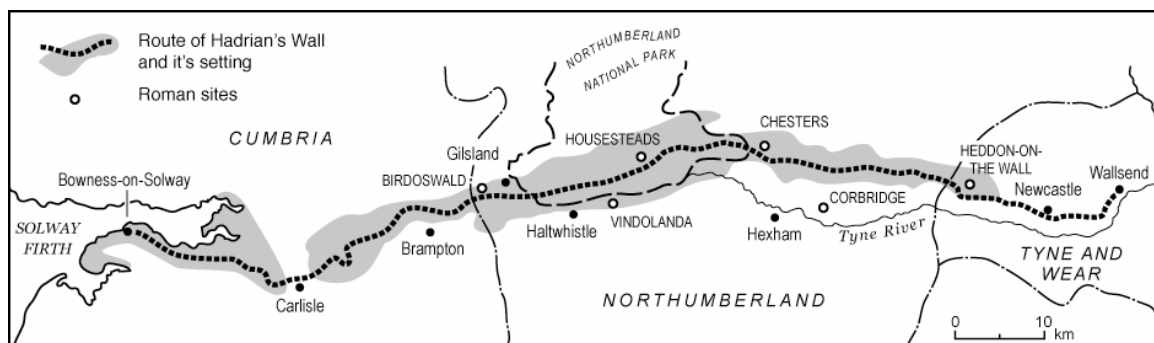 Route of Hadrian's Wall
and it's setting
Roman sites
NORTHUMBERLAND
NATIONAL PARK
CUMBRIA
Gilsland
HOUSESTEADS
CHESTERS
HEDDON-ON-
THE WALL
Wallsend
Bowness-on-Solway
BIRDOSWALD
Newcastle
SOLWAY
FIRTH
Brampton
Haltwhistle
VINDOLANDA
Hexham
CORBRIDGE
Tyne River
TYNE AND
WEAR
Carlisle
NORTHUMBERLAND
0 10
km